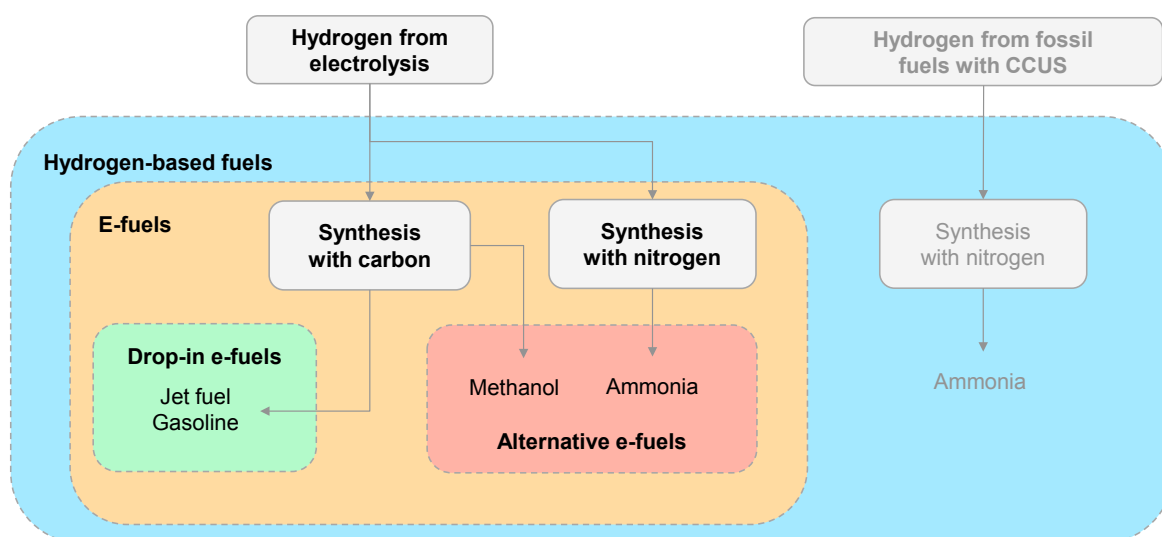 Hydrogen from
electrolysis
Hydrogen from fossil
fuels with CCUS
Hydrogen-based fuels
E-fuels
Synthesis
with carbon
Synthesis
with nitrogen
Synthesis
with nitrogen
Drop-in e-fuels
Jet fuel
Gasoline
Methanol
Ammonia
Alternative e-fuels
Ammonia